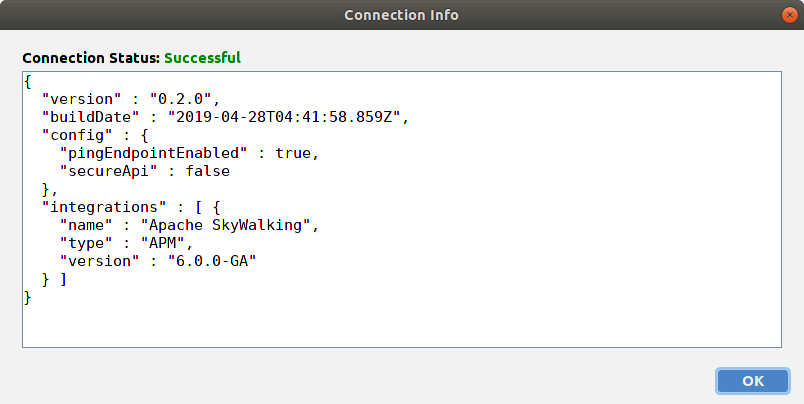 Connection Info
Connection Status: Successful
{
  "version" : "0.2.0",
  "buildDate" : "2019-04-28T04:41:58.859Z",
  "config" : {
    "pingEndpointEnabled" : true,
    "secureApi" : false
  },
  "integrations" : [ {
    "name" : "Apache SkyWalking",
    "type" : "APM",
    "version" : "6.0.0-GA"
  } ]
}
OK